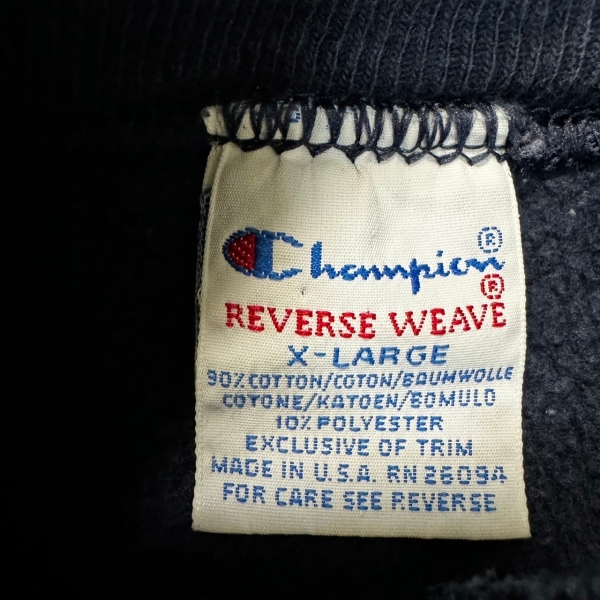 Champion®
REVERSE WEAVE®
X-LARGE
90% COTTON/COTON/BAUMWOLLE
COTONE/KATOEN/BOMULD
10% POLYESTER
EXCLUSIVE OF TRIM
MADE IN U.S.A. RN 26094
FOR CARE SEE REVERSE